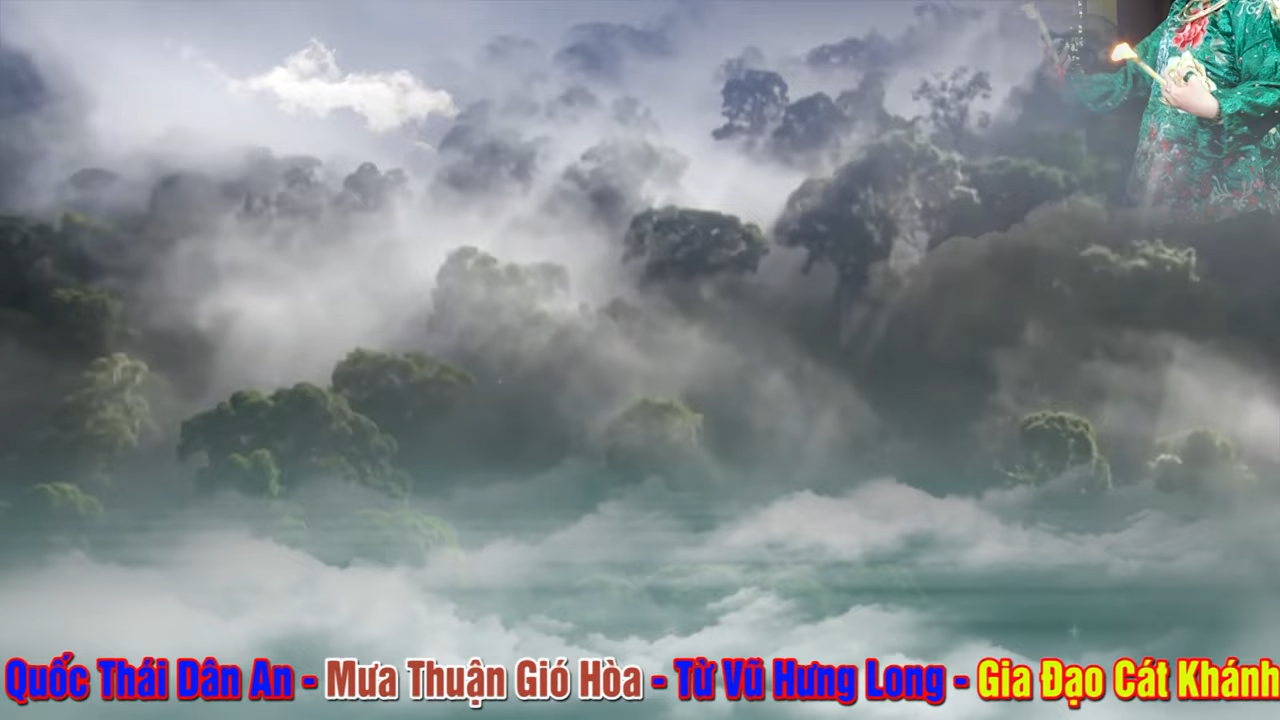 Quốc Thái Dân An - Mưa Thuận Gió Hòa - Từ Vũ Hưng Long - Gia Đạo Cát Khánh